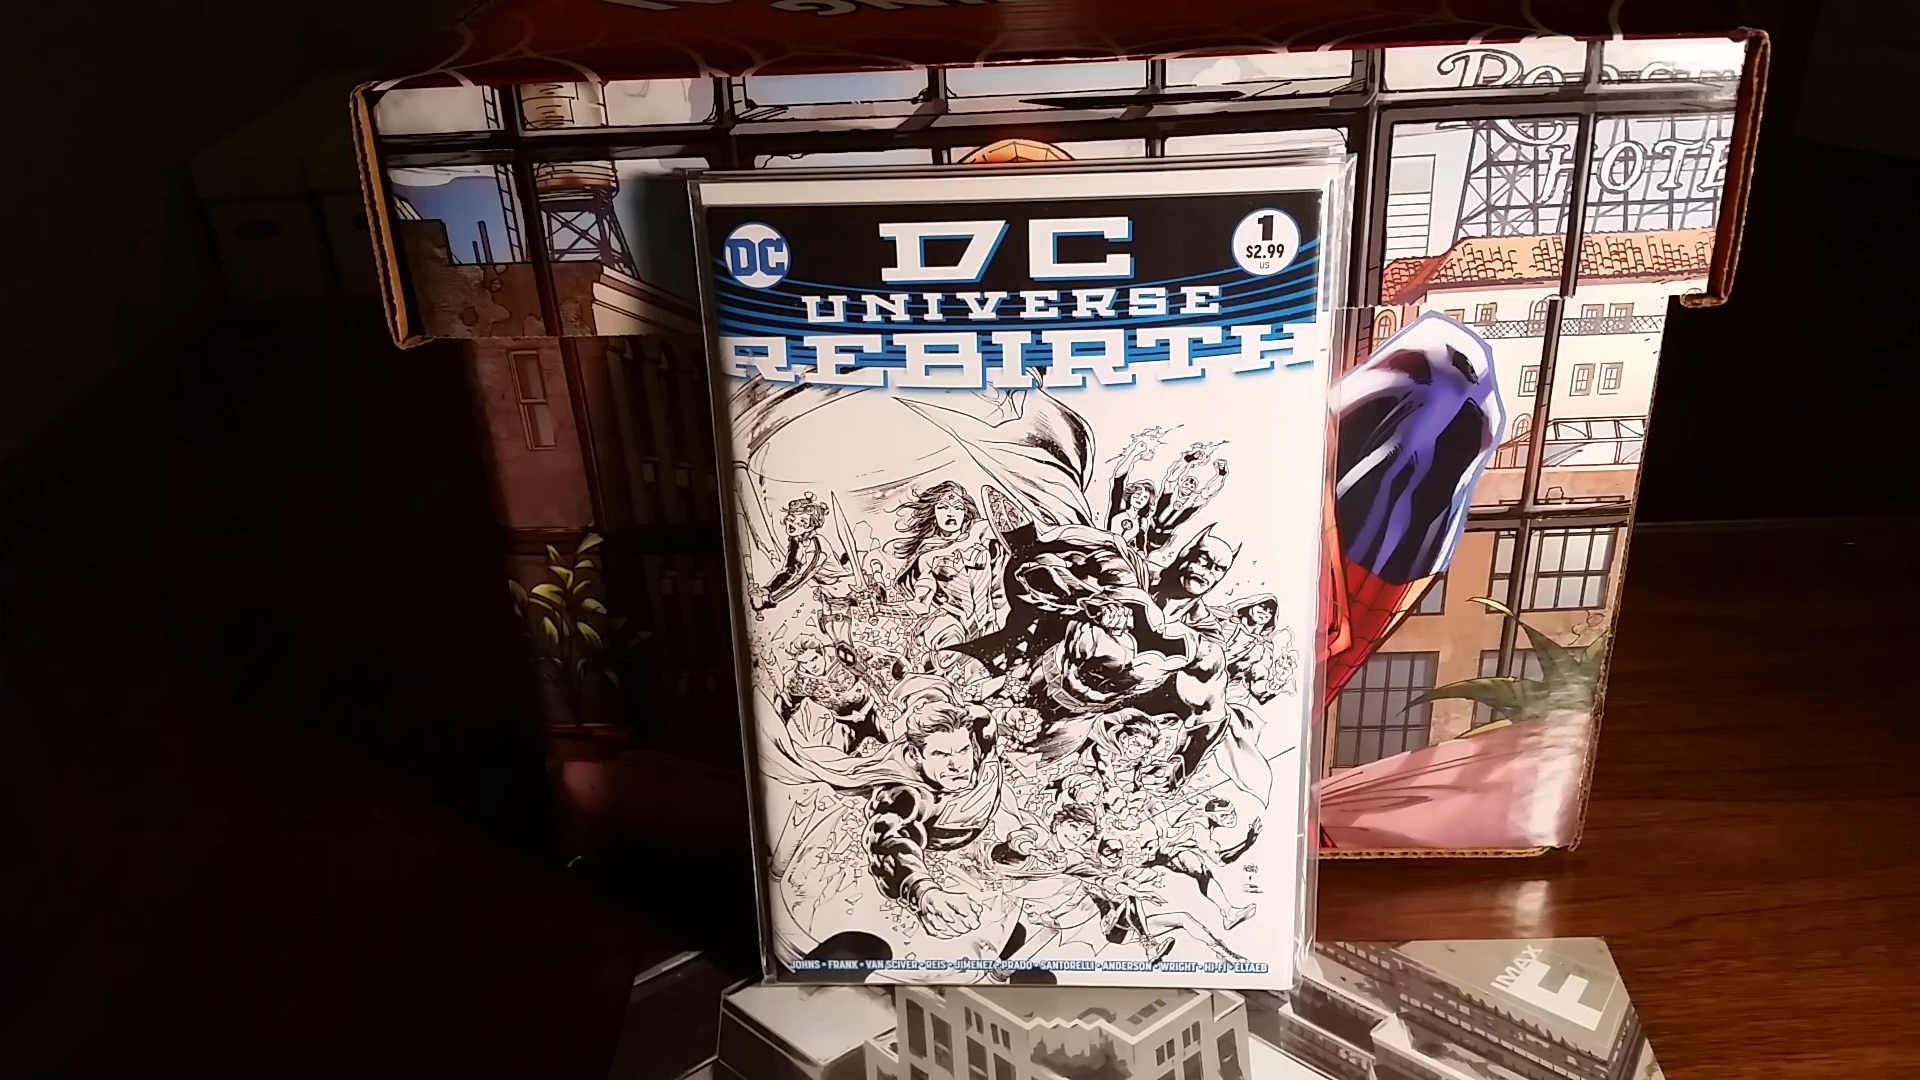 HOTE
DC
DC
1
$2.99
US
UNIVERSE
REBIRTH
JOHNS • FRANK • VAN SCIVER • REIS • JIMENEZ • PRADO • SANTORELLI • ANDERSON • WRIGHT • HI-FI • ELTAEB
IMAX